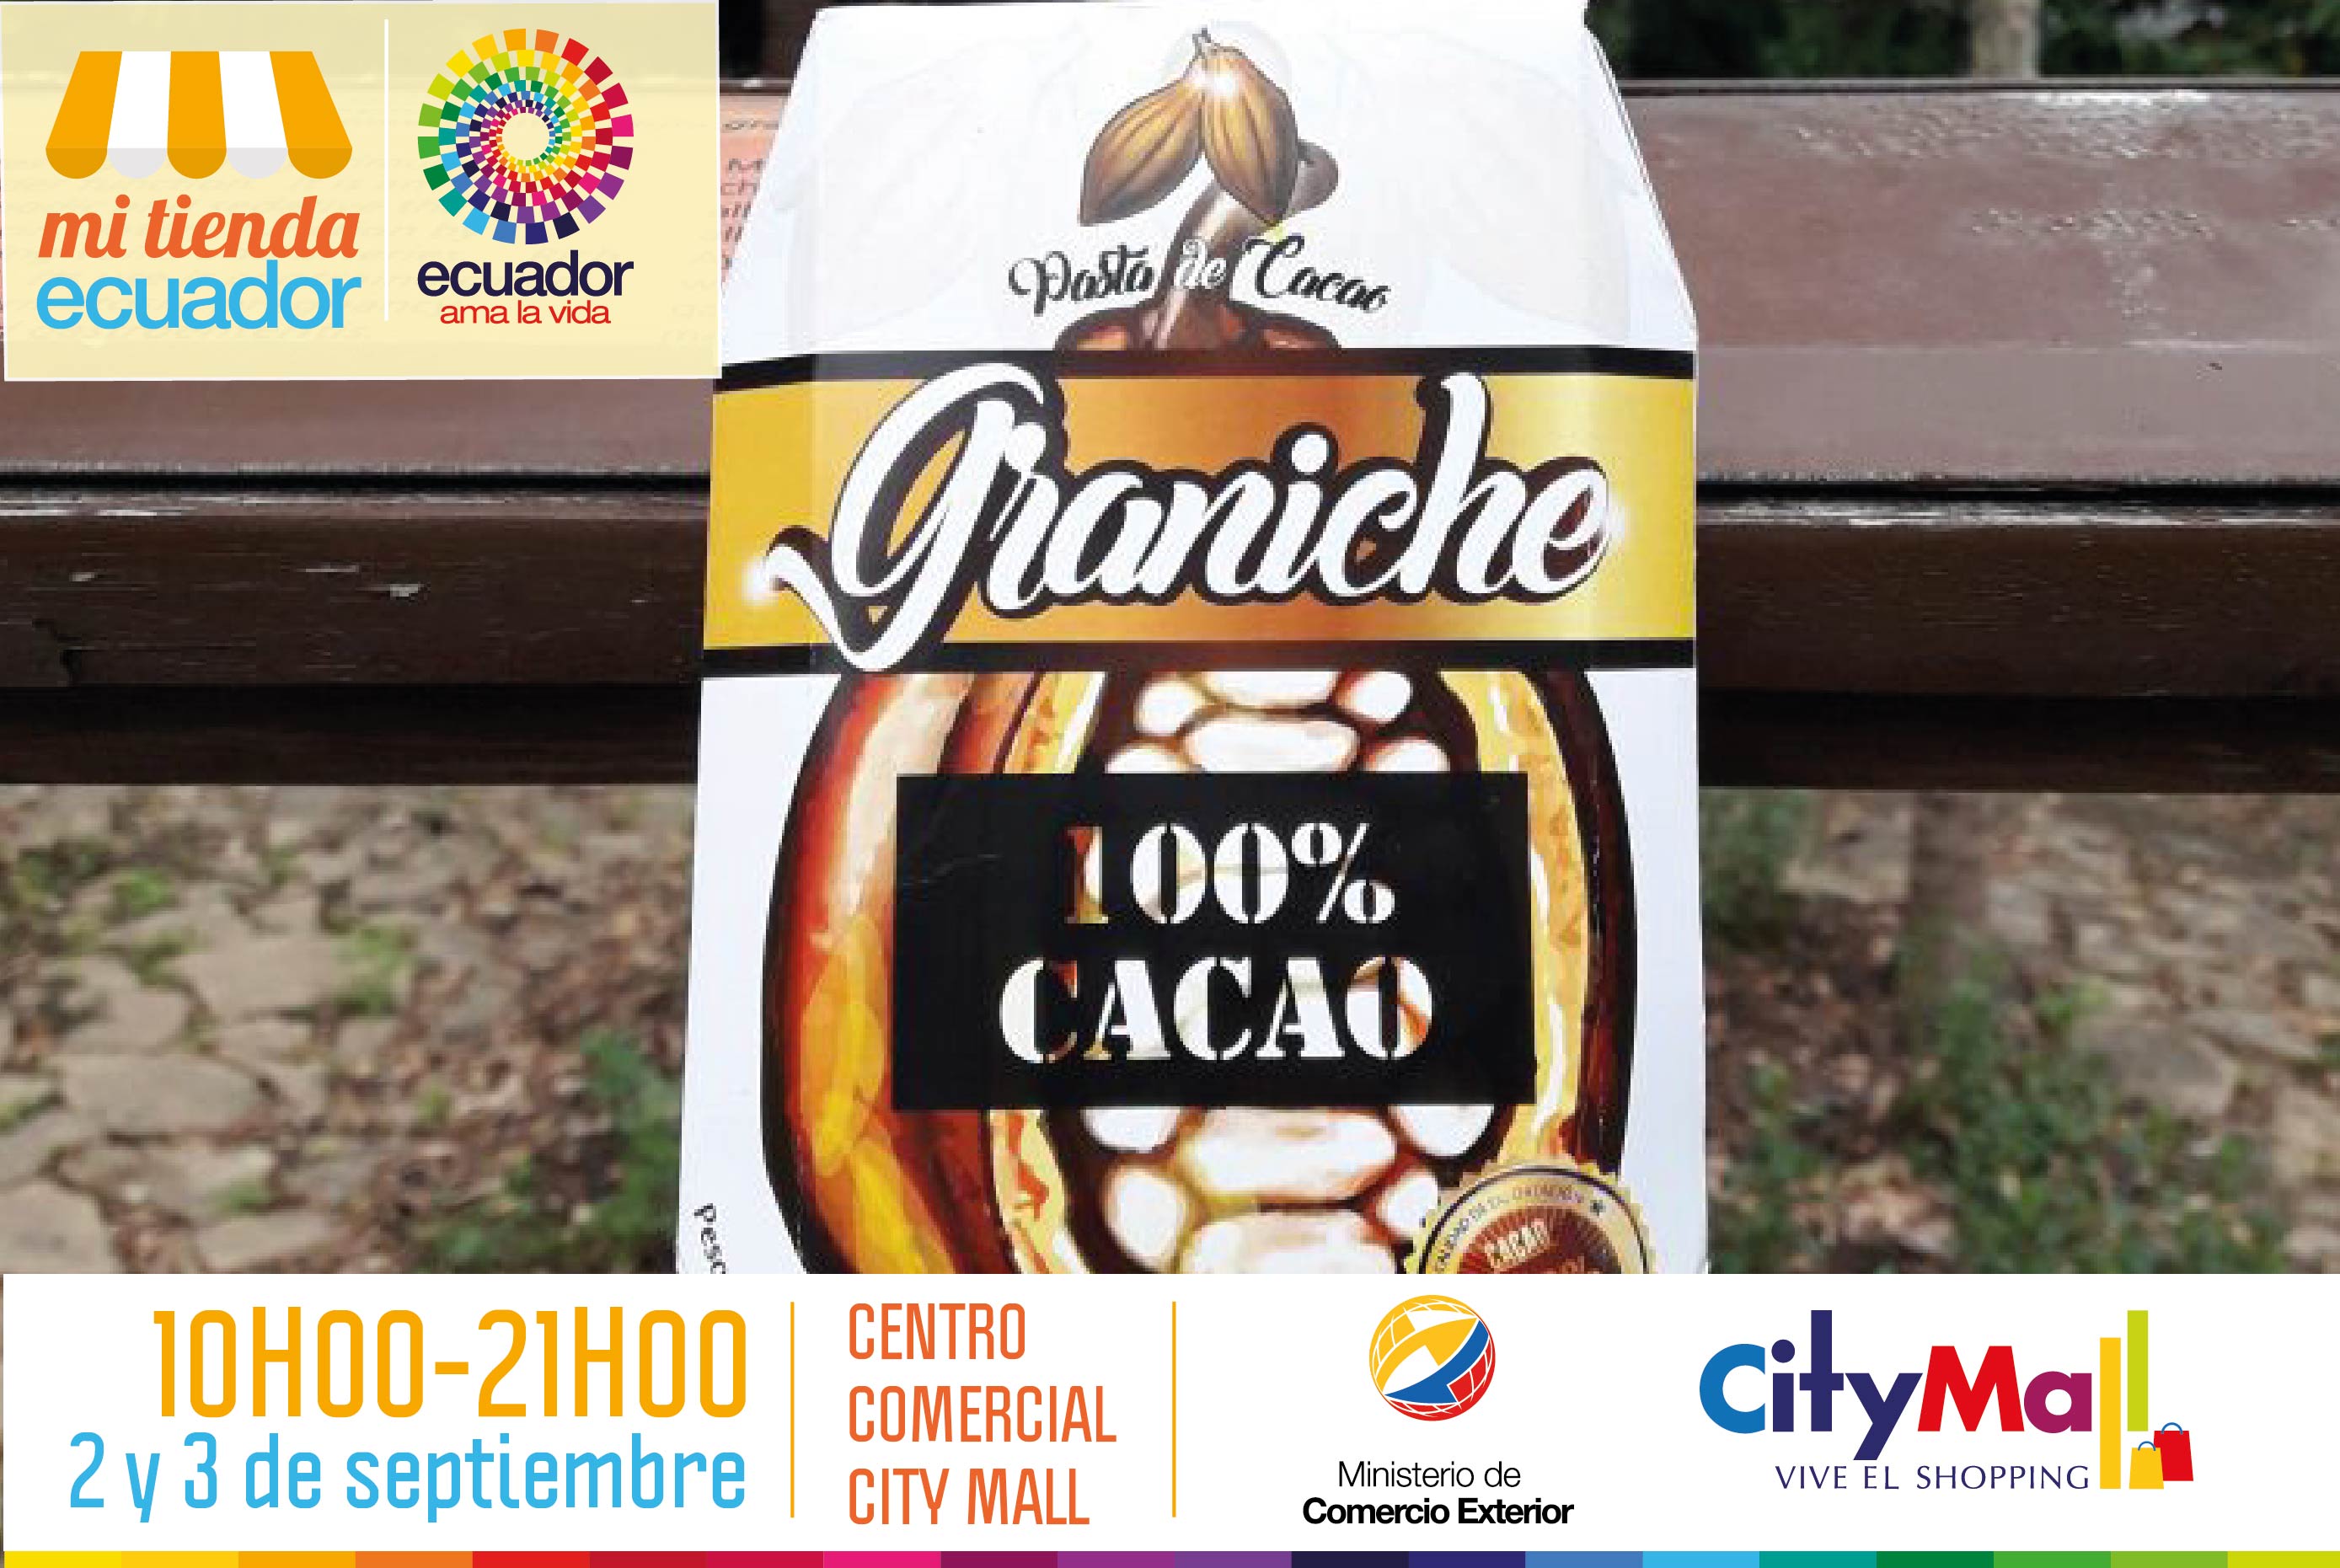 mi tienda
ecuador
ecuador
ama la vida
Pasta de Cacao
Graniche
100%
CACAO
CACAO
10H00-21H00
2 y 3 de septiembre
CENTRO
COMERCIAL
CITY MALL
Ministerio de
Comercio Exterior
CityMall
VIVE EL SHOPPING